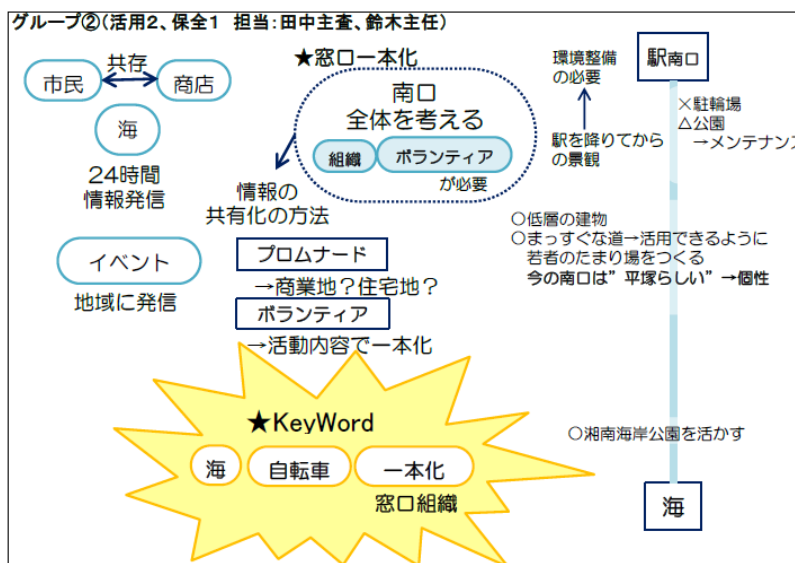 グループ②(活用2、保全1 担当:田中主査、鈴木主任)
共存
市民
商店
海
24時間
情報発信
イベント
地域に発信
★窓口一本化
南口
全体を考える
組織
ボランティア
が必要
情報の
共有化の方法
プロムナード
→商業地?住宅地?
ボランティア
→活動内容で一本化
★KeyWord
海
自転車
一本化
窓口組織
環境整備
の必要
駅を降りてから
の景観
駅南口
×駐輪場
△公園
→メンテナンス
○低層の建物
○まっすぐな道→活用できるように
若者のたまり場をつくる
今の南口は”平塚らしい”→個性
○湘南海岸公園を活かす
海